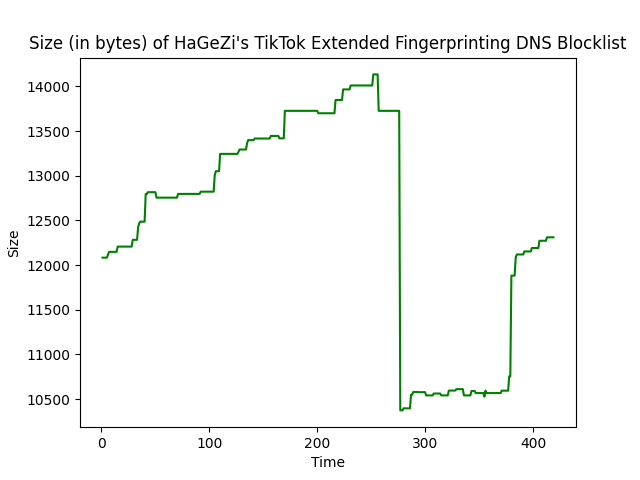 Size (in bytes) of HaGeZi's TikTok Extended Fingerprinting DNS Blocklist
14000
13500
13000
12500
12000
11500
11000
10500
Size
0 100 200 300 400
Time